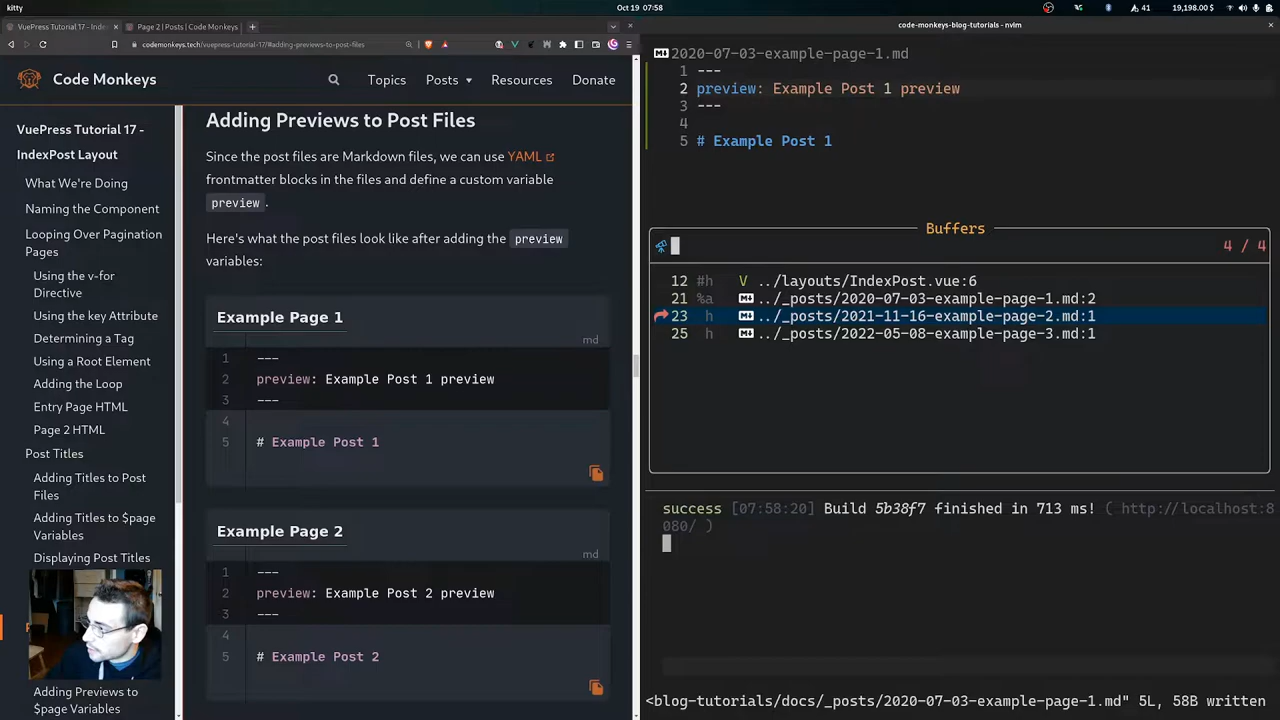 kitty
Oct 19 07:58
41
19,198.00 $
VuePress Tutorial 17 - Inde
Page 2 | Posts | Code Monkeys
codemonkeys.tech/vuepress-tutorial-17/#adding-previews-to-post-files
Code Monkeys
Topics
Posts
Resources
Donate
VuePress Tutorial 17 -
IndexPost Layout
What We're Doing
Naming the Component
Looping Over Pagination
Pages
Using the v-for
Directive
Using the key Attribute
Determining a Tag
Using a Root Element
Adding the Loop
Entry Page HTML
Page 2 HTML
Post Titles
Adding Titles to Post
Files
Adding Titles to $page
Variables
Displaying Post Titles
Adding Previews to
$page Variables
Adding Previews to Post Files
Since the post files are Markdown files, we can use YAML
frontmatter blocks in the files and define a custom variable
preview .
Here's what the post files look like after adding the preview
variables:
Example Page 1
md
1 ---
2 preview: Example Post 1 preview
3 ---
4
5 # Example Post 1
Example Page 2
md
1 ---
2 preview: Example Post 2 preview
3 ---
4
5 # Example Post 2
code-monkeys-blog-tutorials - nvim
2020-07-03-example-page-1.md
1 ---
2 preview: Example Post 1 preview
3 ---
4
5 # Example Post 1
Buffers
4 / 4
12 #h V ../layouts/IndexPost.vue:6
21 %a ../_posts/2020-07-03-example-page-1.md:2
23 h ../_posts/2021-11-16-example-page-2.md:1
25 h ../_posts/2022-05-08-example-page-3.md:1
success [07:58:20] Build 5b38f7 finished in 713 ms! ( http://localhost:8
080/ )
<blog-tutorials/docs/_posts/2020-07-03-example-page-1.md" 5L, 58B written